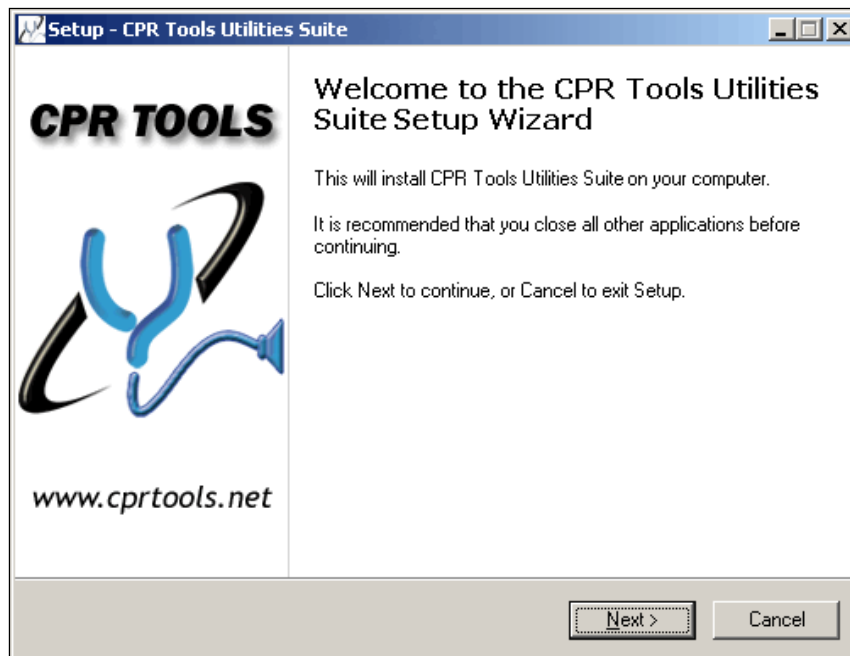 Setup - CPR Tools Utilities Suite
CPR TOOLS
www.cprtools.net
Welcome to the CPR Tools Utilities
Suite Setup Wizard
This will install CPR Tools Utilities Suite on your computer.
It is recommended that you close all other applications before
continuing.
Click Next to continue, or Cancel to exit Setup.
Next >
Cancel